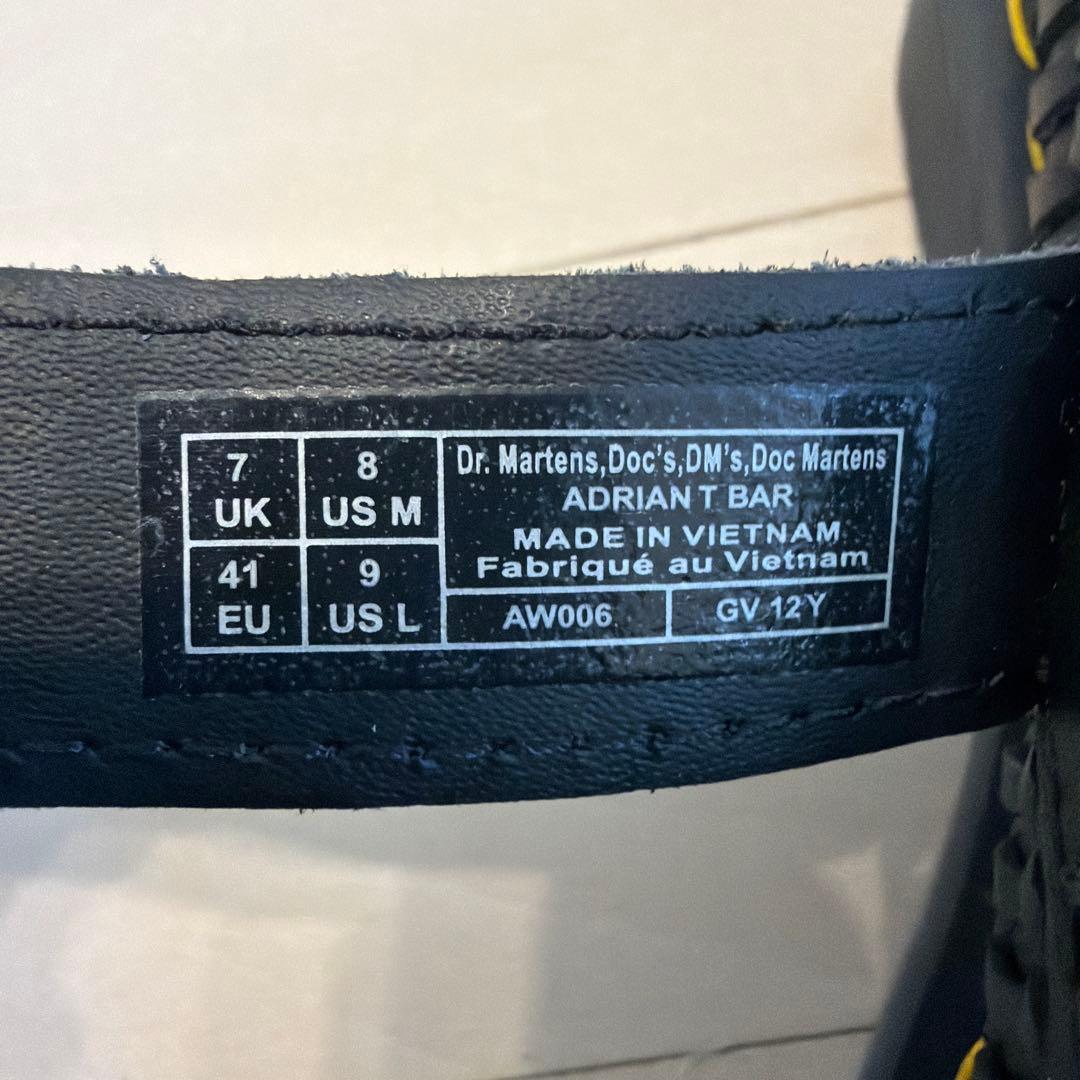 7
UK
8
US M
41
EU
9
US L
Dr. Martens,Doc's,DM's,Doc Martens
ADRIAN T BAR
MADE IN VIETNAM
Fabriqué au Vietnam
AW006
GV 12Y